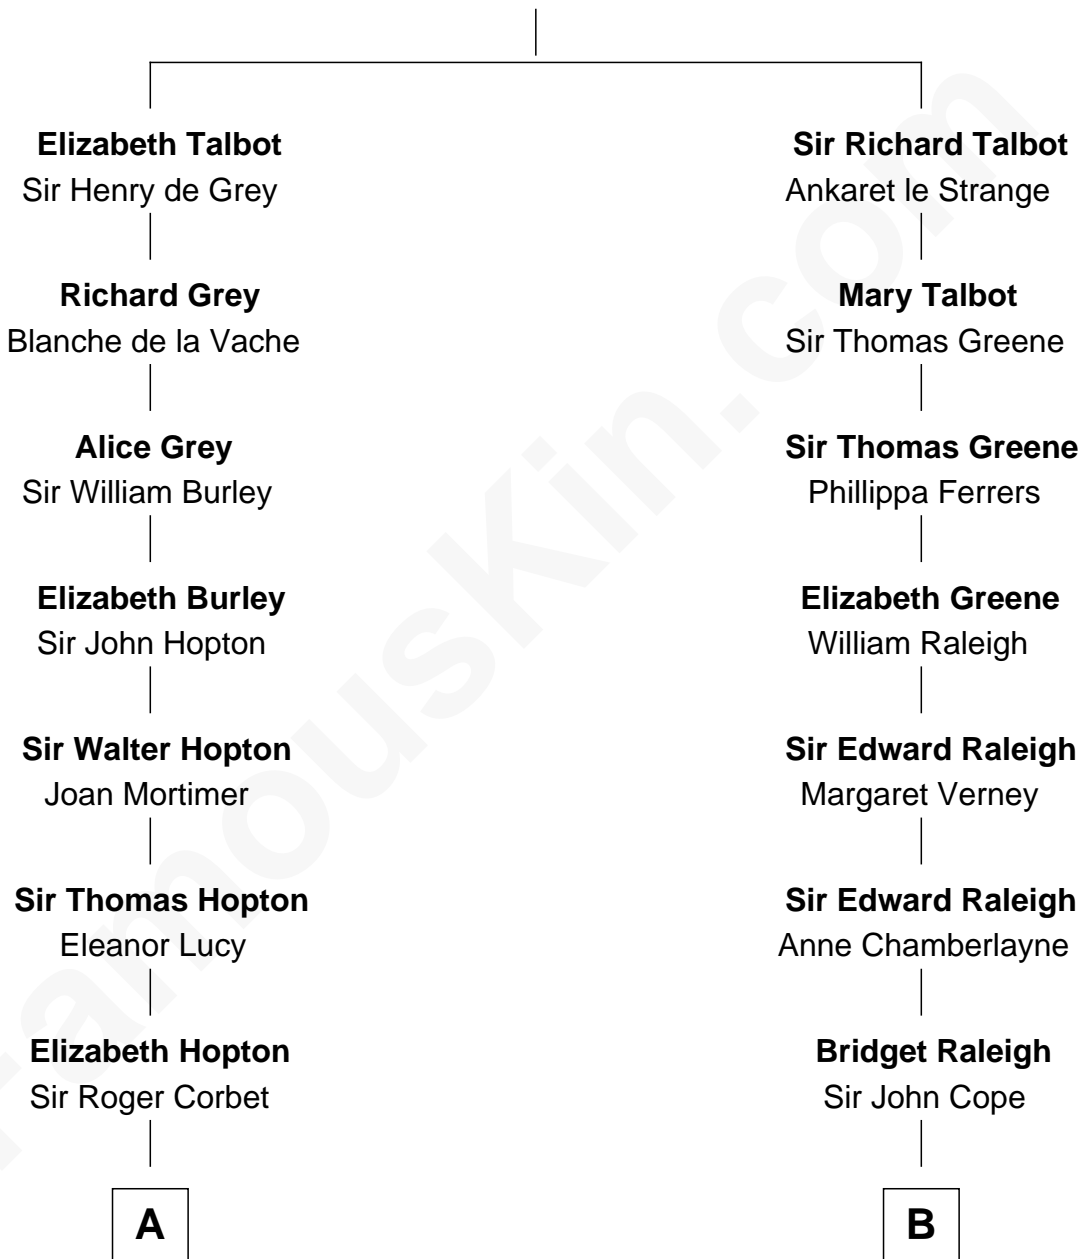 Elizabeth Talbot
Sir Henry de Grey
Richard Grey
Blanche de la Vache
Alice Grey
Sir William Burley
Elizabeth Burley
Sir John Hopton
Sir Walter Hopton
Joan Mortimer
Sir Thomas Hopton
Eleanor Lucy
Elizabeth Hopton
Sir Roger Corbet
A
Sir Richard Talbot
Ankaret le Strange
Mary Talbot
Sir Thomas Greene
Sir Thomas Greene
Phillippa Ferrers
Elizabeth Greene
William Raleigh
Sir Edward Raleigh
Margaret Verney
Sir Edward Raleigh
Anne Chamberlayne
Bridget Raleigh
Sir John Cope
B
FamousKin.com